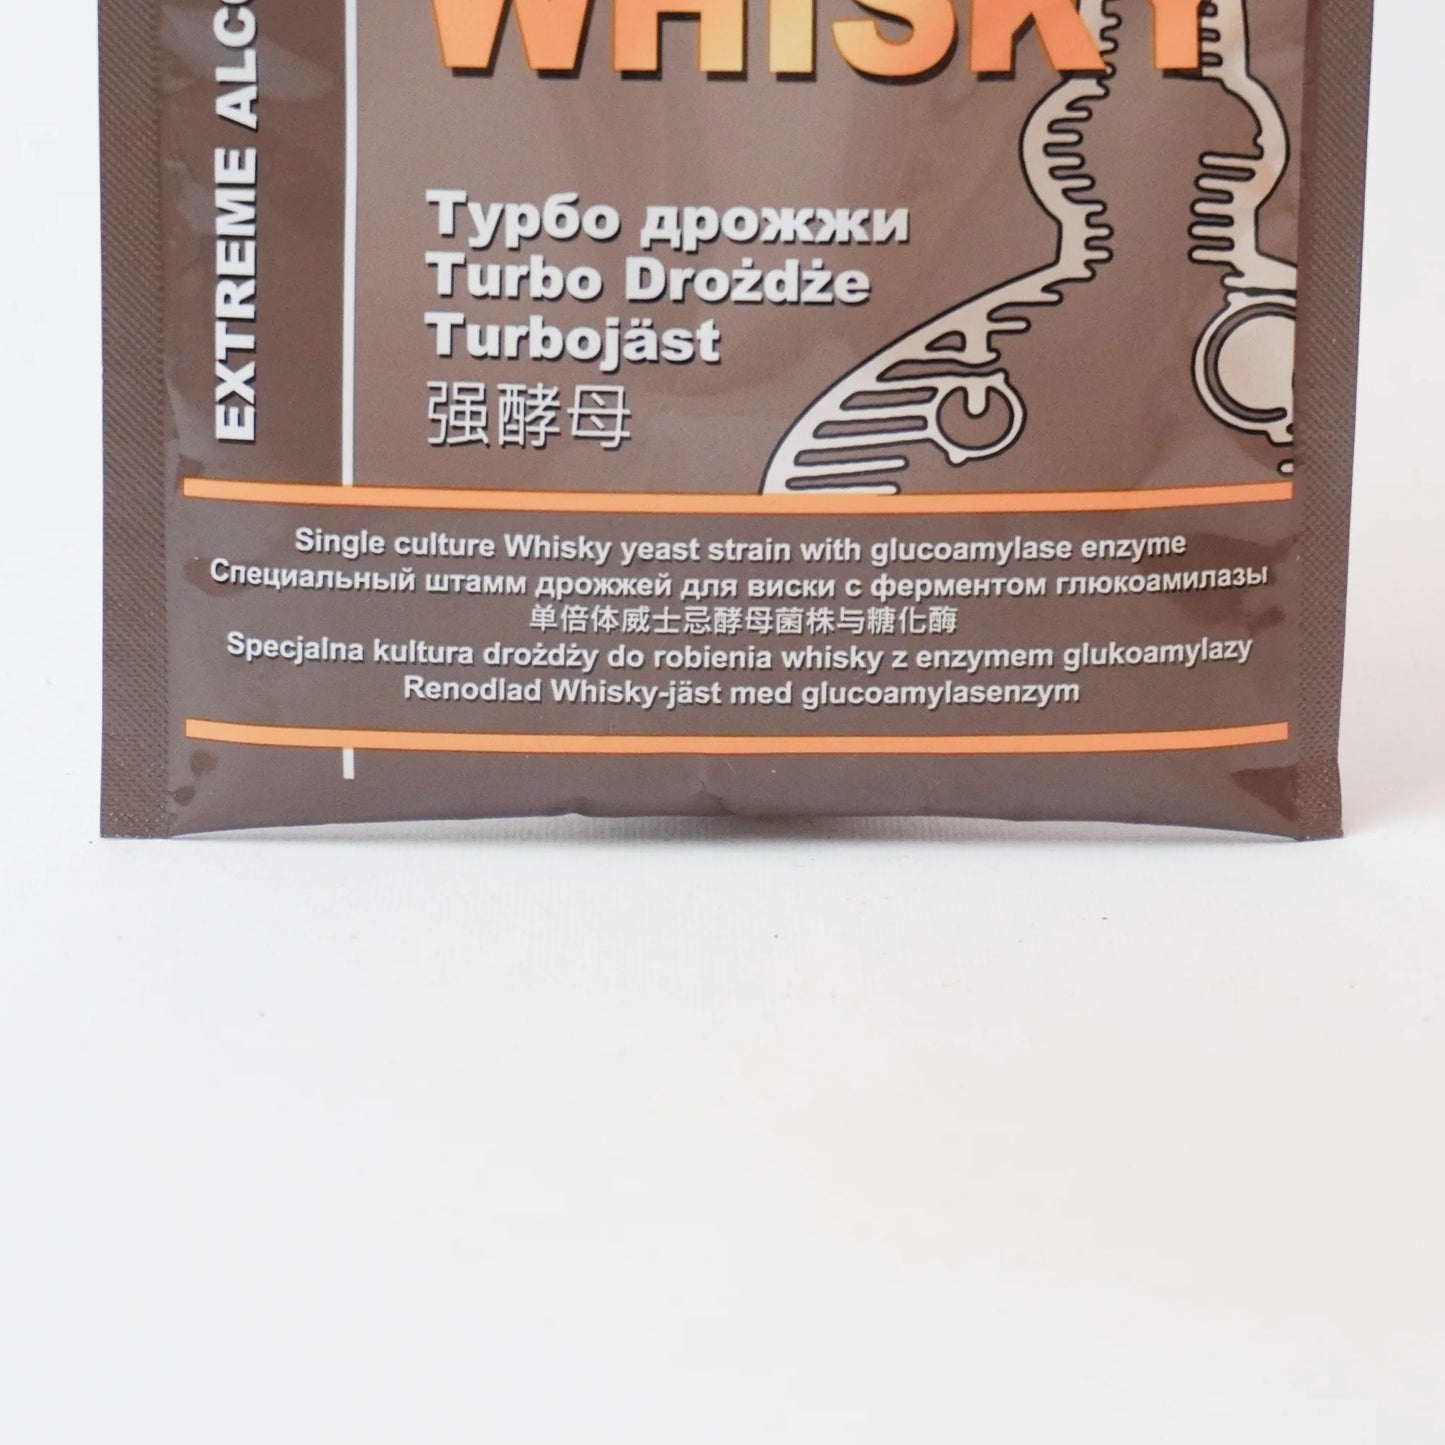 WHISKY
EXTREME
Турбо дрожжи
Turbo Drożdże
Turbojäst
强酵母
Single culture Whisky yeast strain with glucoamylase enzyme
Специальный штамм дрожжей для виски с ферментом глюкоамилазы
单倍体威士忌酵母菌株与糖化酶
Specjalna kultura drożdży do robienia whisky z enzymem glukoamylazy
Renodlad Whisky-jäst med glucoamylasenzym